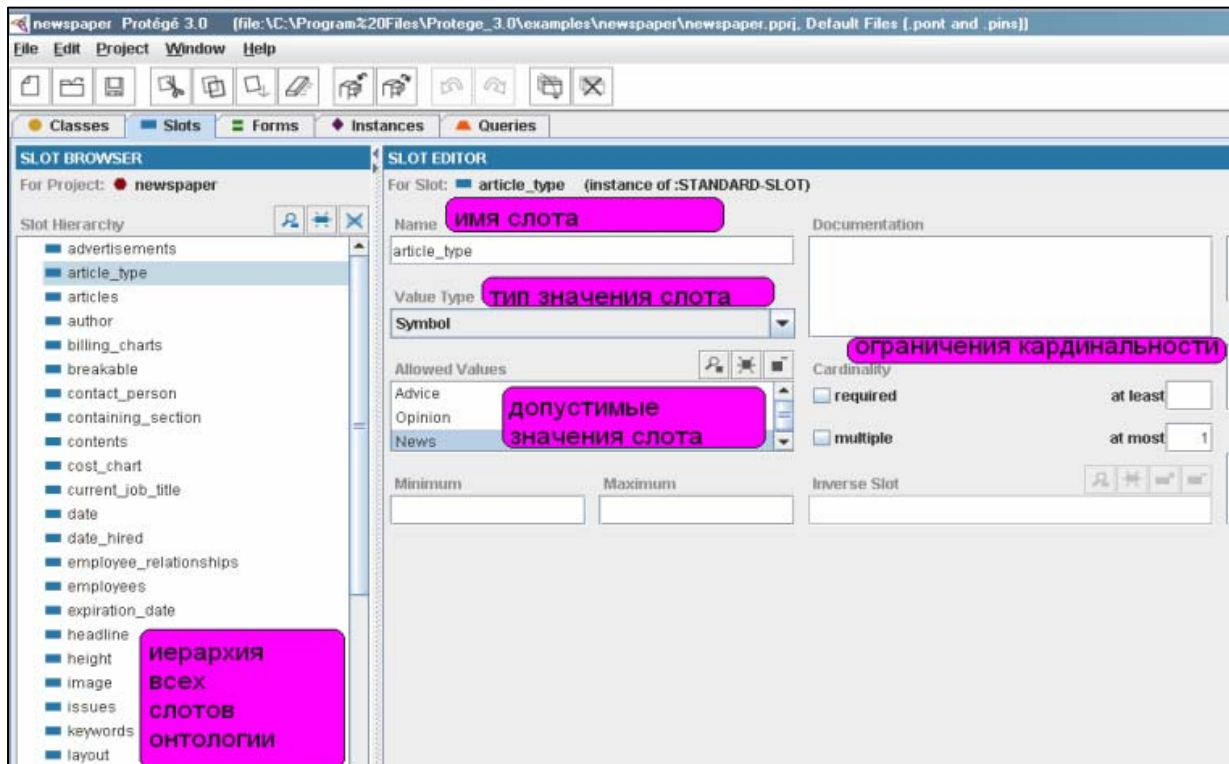 newspaper Protégé 3.0 (file:\C:\Program%20Files\Protege_3.0\examples\newspaper\newspaper.pprj, Default Files (.pont and .pins))
File Edit Project Window Help
Classes Slots Forms Instances Queries
SLOT BROWSER
For Project: newspaper
Slot Hierarchy
advertisements
article_type
articles
author
billing_charts
breakable
contact_person
containing_section
contents
cost_chart
current_job_title
date
date_hired
employee_relationships
employees
expiration_date
headline
height
image
issues
keywords
layout
иерархия
всех
слотов
онтологии
SLOT EDITOR
For Slot: article_type (instance of :STANDARD-SLOT)
Name имя слота
article_type
Documentation
Value Type тип значения слота
Symbol
Allowed Values
Advice
Opinion
News
допустимые
значения слота
ограничения кардинальности
Cardinality
required at least
multiple at most 1
Minimum Maximum Inverse Slot